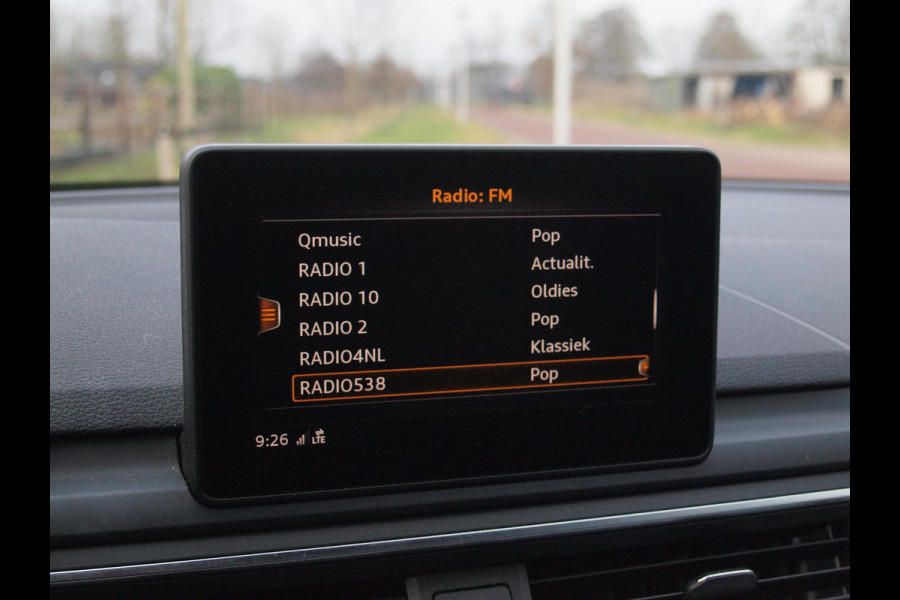 Radio: FM
Qmusic Pop
RADIO 1 Actualit.
RADIO 10 Oldies
RADIO 2 Pop
RADIO4NL Klassiek
RADIO538 Pop
9:26 LTE